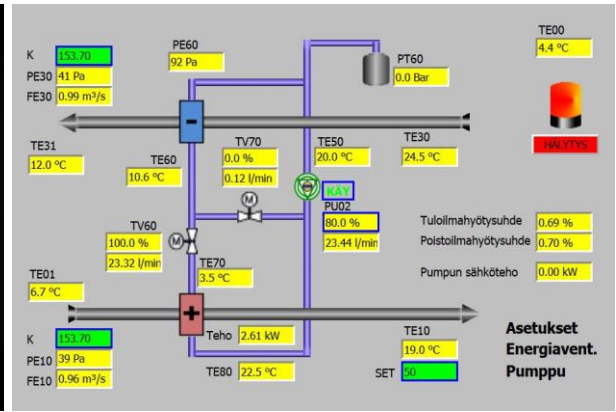 PE60
92 Pa
TE00
4.4 °C
K 153.70
PE30 41 Pa
FE30 0.99 m³/s
PT60
0.0 Bar
-
HÄLYTYS
TE31
12.0 °C
TE60
10.6 °C
TV70
0.0 %
0.12 l/min
TE50
20.0 °C
TE30
24.5 °C
M
KÄY
PU02
80.0 %
23.44 l/min
TV60
100.0 %
23.32 l/min
M
Tuloilmahyötysuhde 0.69 %
Poistoilmahyötysuhde 0.70 %
Pumpun sähköteho 0.00 kW
TE01
6.7 °C
TE70
3.5 °C
+
K 153.70
PE10 39 Pa
FE10 0.96 m³/s
Teho 2.61 kW
TE80 22.5 °C
TE10
19.0 °C
SET 50
Asetukset
Energiavent.
Pumppu